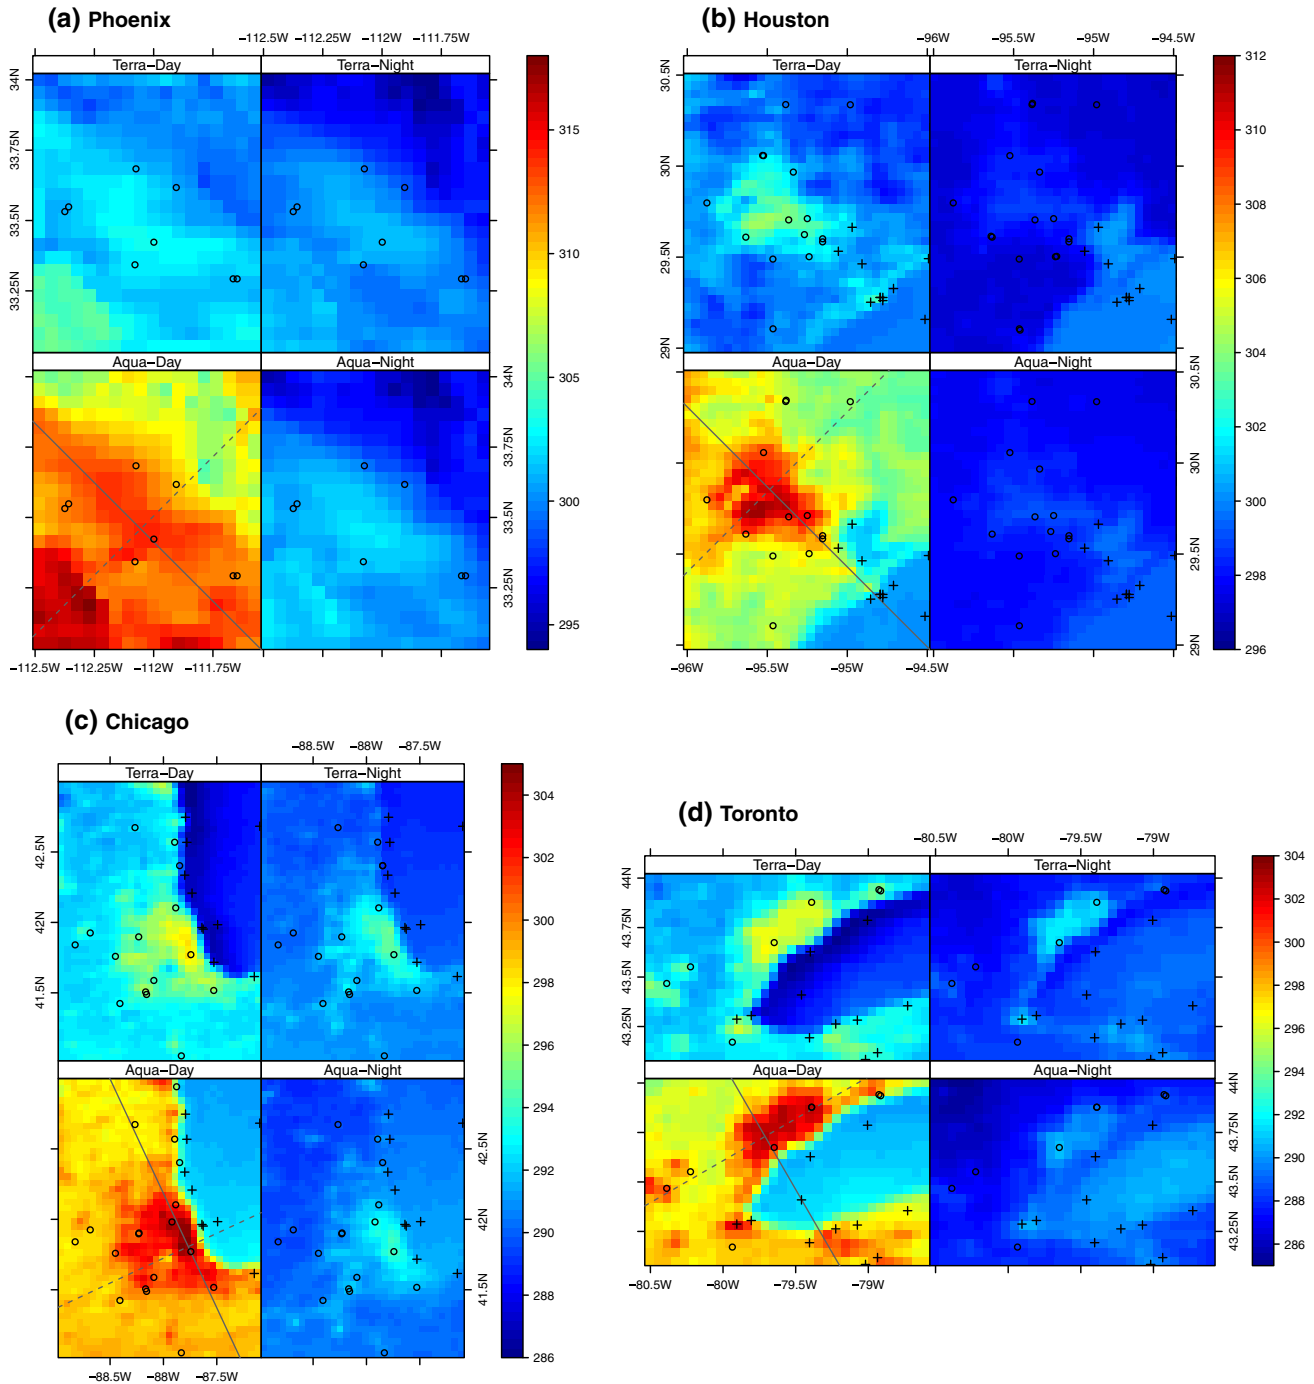 (a) Phoenix
−112.5W −112.25W −112W −111.75W
Terra−Day Terra−Night
34N
33.75N
33.5N
33.25N
Aqua−Day Aqua−Night
34N
33.75N
33.5N
33.25N
−112.5W −112.25W −112W −111.75W
315
310
305
300
295
(b) Houston
−96W −95.5W −95W −94.5W
Terra−Day Terra−Night
30.5N
30N
29.5N
29N
Aqua−Day Aqua−Night
30.5N
30N
29.5N
29N
−96W −95.5W −95W −94.5W
312
310
308
306
304
302
300
298
296
(c) Chicago
−88.5W −88W −87.5W
Terra−Day Terra−Night
42.5N
42N
41.5N
Aqua−Day Aqua−Night
42.5N
42N
41.5N
−88.5W −88W −87.5W
304
302
300
298
296
294
292
290
288
286
(d) Toronto
−80.5W −80W −79.5W −79W
Terra−Day Terra−Night
44N
43.75N
43.5N
43.25N
Aqua−Day Aqua−Night
44N
43.75N
43.5N
43.25N
−80.5W −80W −79.5W −79W
304
302
300
298
296
294
292
290
288
286